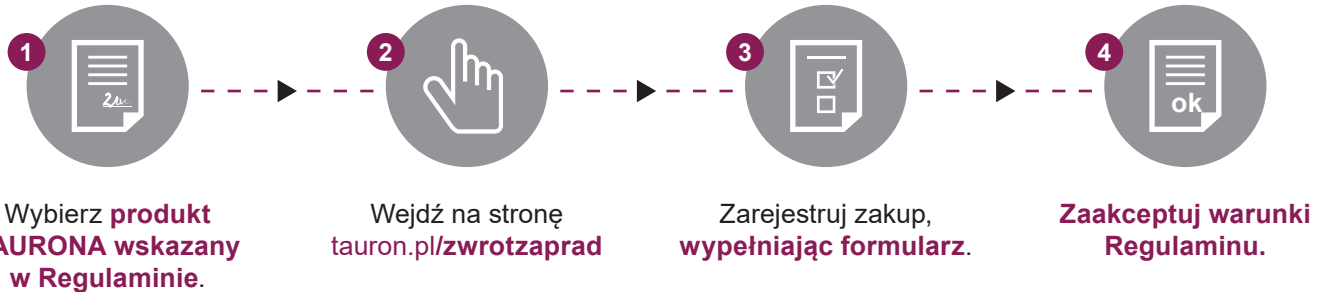 1
2
3
4
ok
Wybierz produkt
AURONA wskazany
w Regulaminie.
Wejdź na stronę
tauron.pl/zwrotzaprad
Zarejestruj zakup,
wypełniając formularz.
Zaakceptuj warunki
Regulaminu.